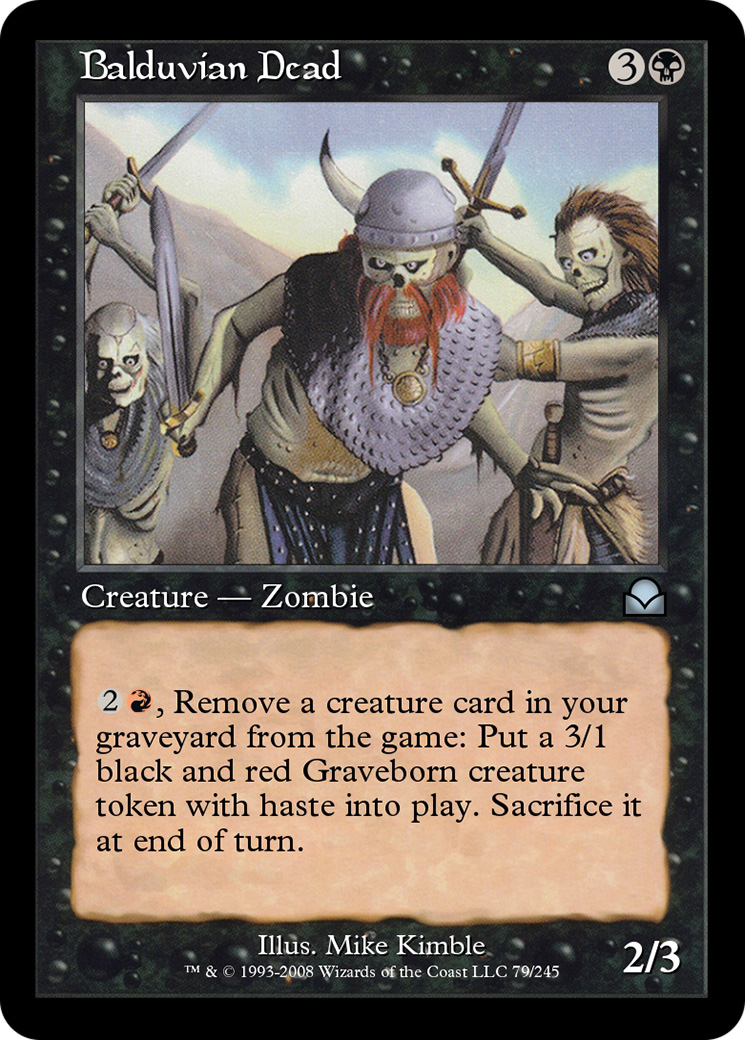 Balduvian Dead 3
Creature — Zombie
2 , Remove a creature card in your
graveyard from the game: Put a 3/1
black and red Graveborn creature
token with haste into play. Sacrifice it
at end of turn.
Illus. Mike Kimble
™ & © 1993-2008 Wizards of the Coast LLC 79/245
2/3